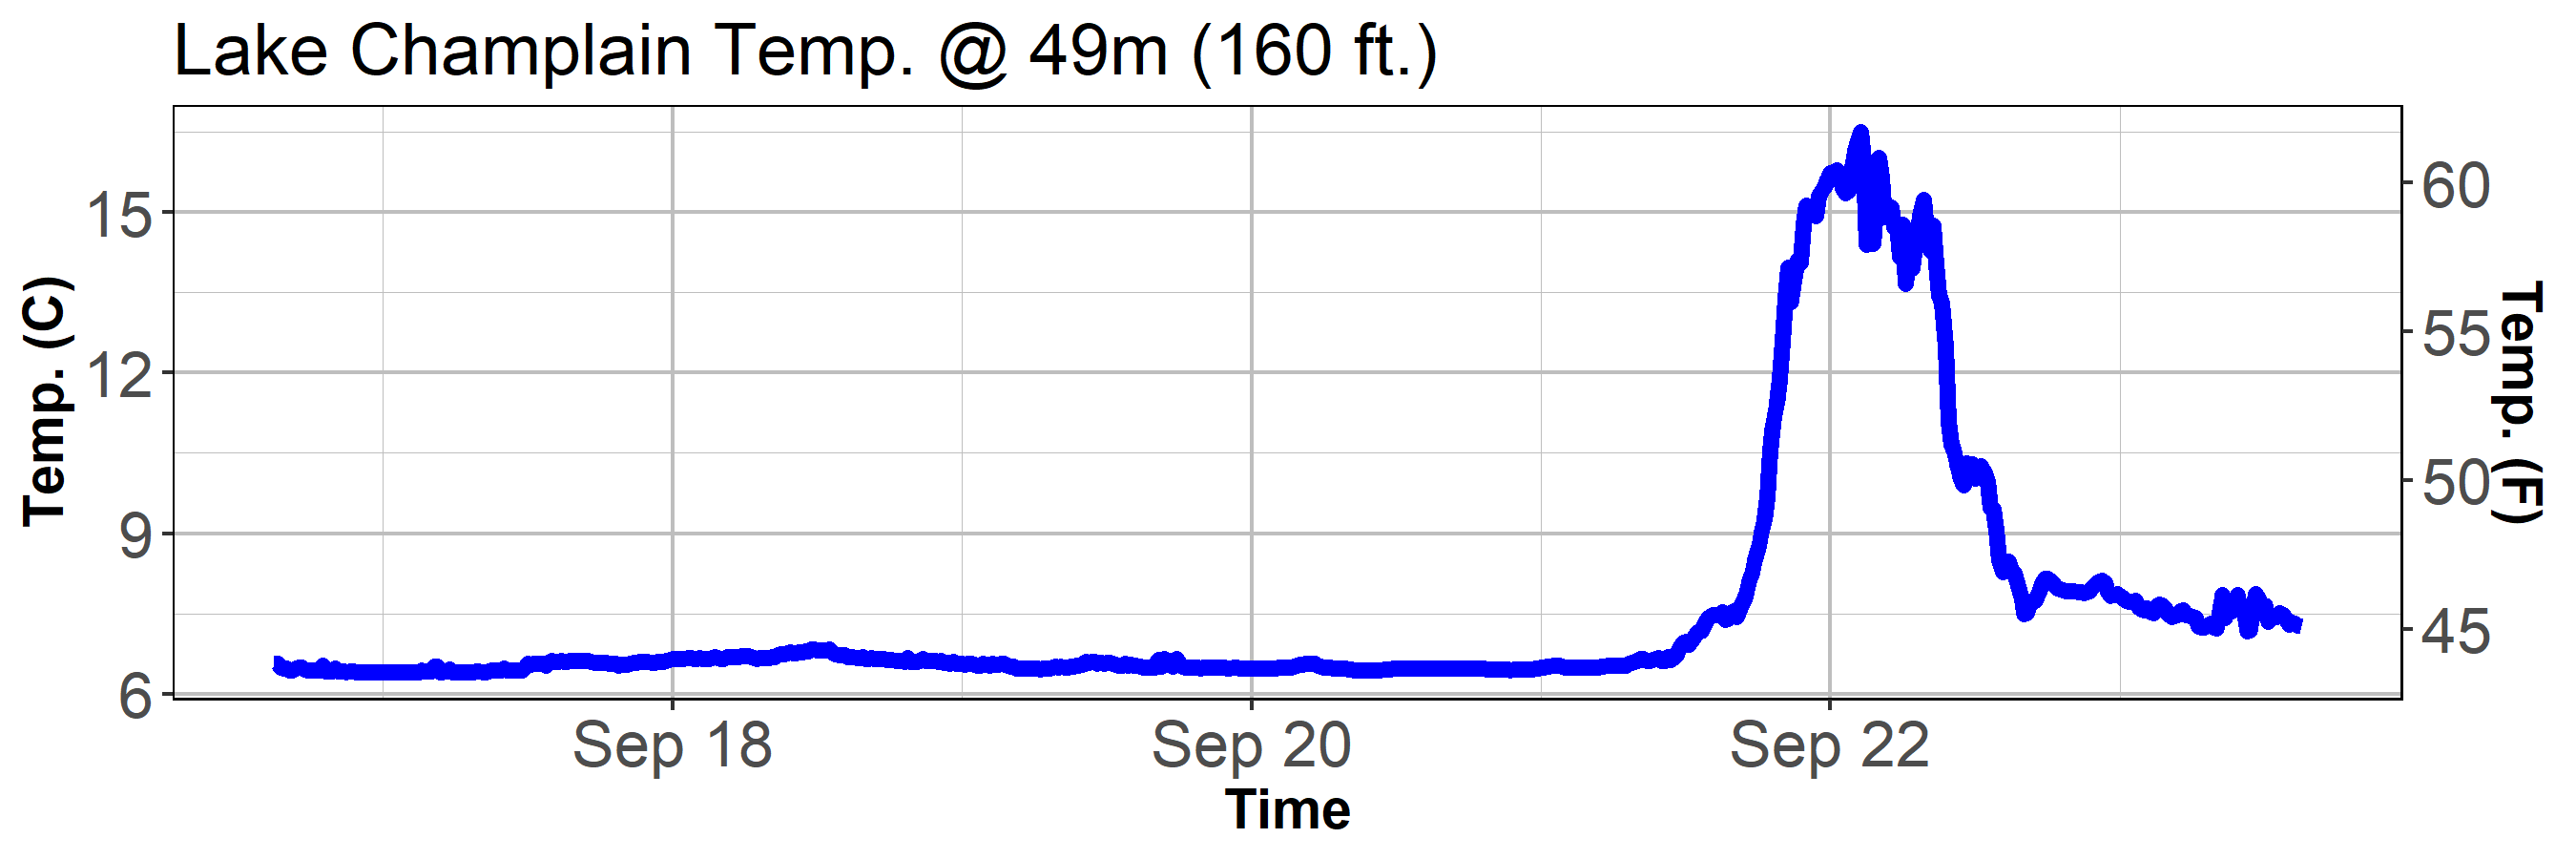 Lake Champlain Temp. @ 49m (160 ft.)
Temp. (C)
15
12
9
6
60
55
50
45
Temp. (F)
Sep 18
Sep 20
Sep 22
Time